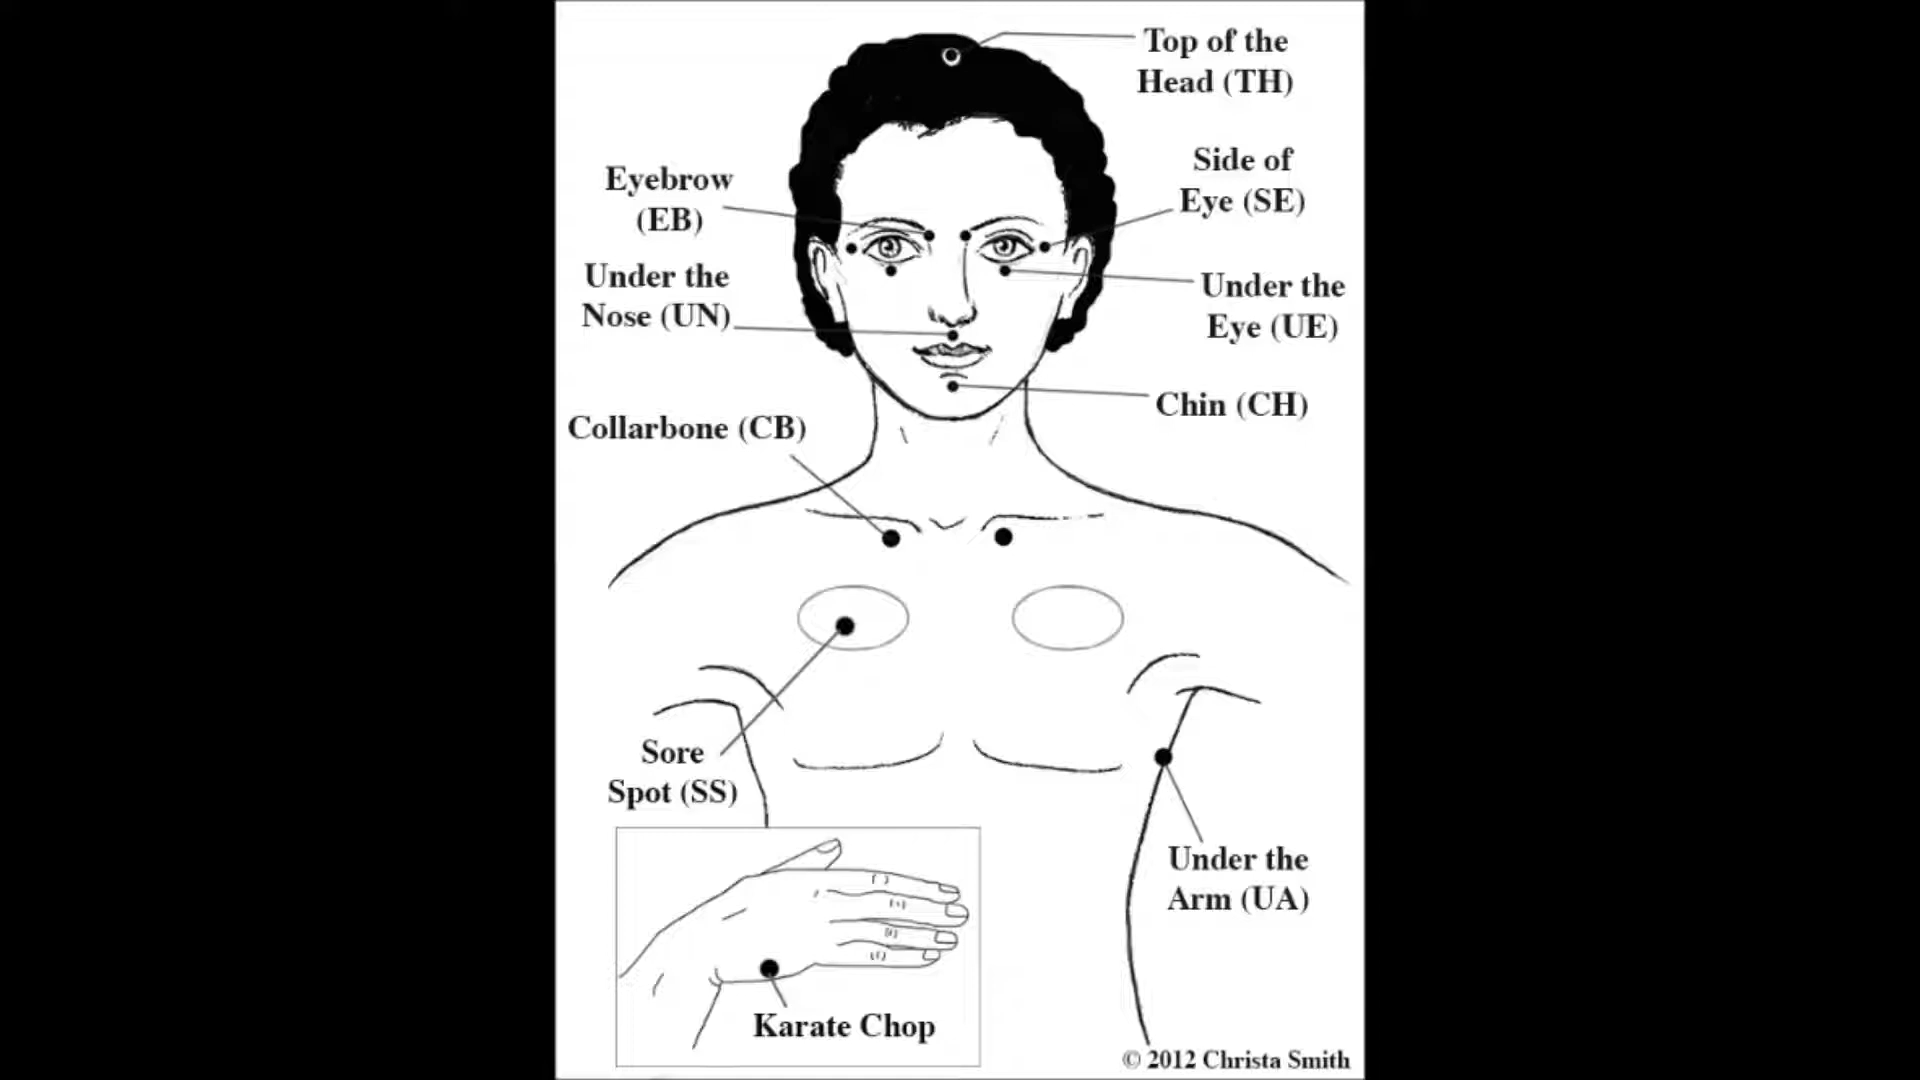 Top of the
Head (TH)
Side of
Eye (SE)
Eyebrow
(EB)
Under the
Nose (UN)
Under the
Eye (UE)
Chin (CH)
Collarbone (CB)
Sore
Spot (SS)
Under the
Arm (UA)
Karate Chop
© 2012 Christa Smith